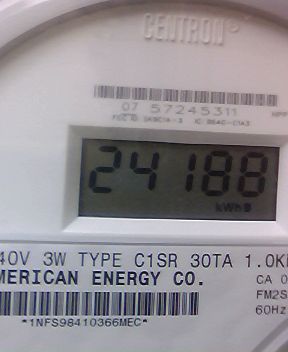 CENTRON®
07 57245311
24188
kWh
40V 3W TYPE C1SR 30TA 1.0K
MERICAN ENERGY CO.
CA 0
FM2S
60Hz
*1NFS98410366MEC*